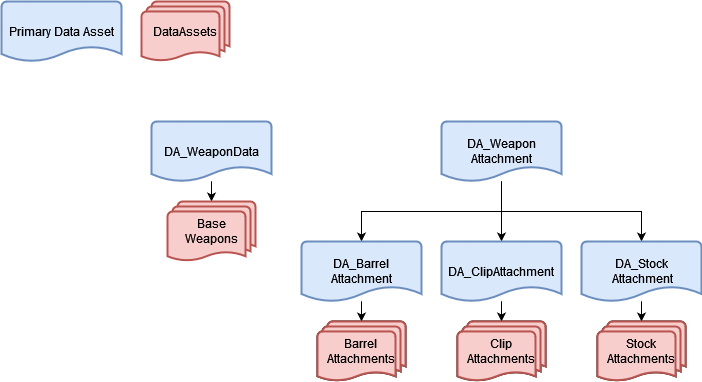 Primary Data Asset
DataAssets
DA_WeaponData
DA_Weapon
Attachment
Base
Weapons
DA_Barrel
Attachment
DA_ClipAttachment
DA_Stock
Attachment
Barrel
Attachments
Clip
Attachments
Stock
Attachments